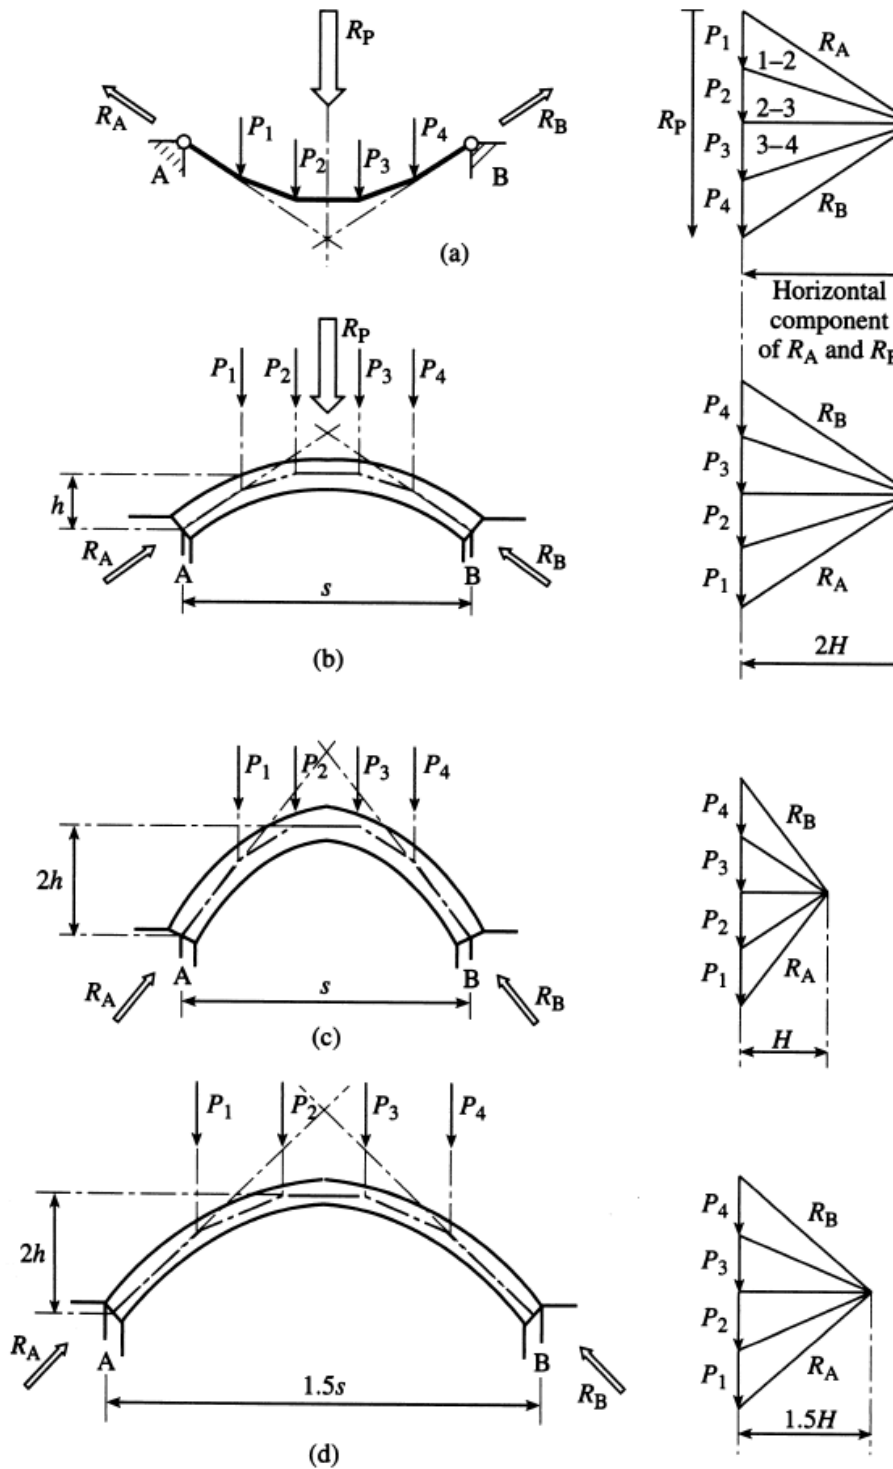 R_P
R_A
R_B
P_1
P_2
P_3
P_4
A
B
(a)
R_P
P_1
P_2
P_3
P_4
1–2
2–3
3–4
R_A
R_B
Horizontal
component
of R_A and R_B
R_P
P_1
P_2
P_3
P_4
h
R_A
R_B
A
B
s
(b)
P_4
P_3
P_2
P_1
R_B
R_A
2H
P_1
P_2
P_3
P_4
2h
R_A
R_B
A
B
s
(c)
P_4
P_3
P_2
P_1
R_B
R_A
H
P_1
P_2
P_3
P_4
2h
R_A
R_B
A
B
1.5s
(d)
P_4
P_3
P_2
P_1
R_B
R_A
1.5H